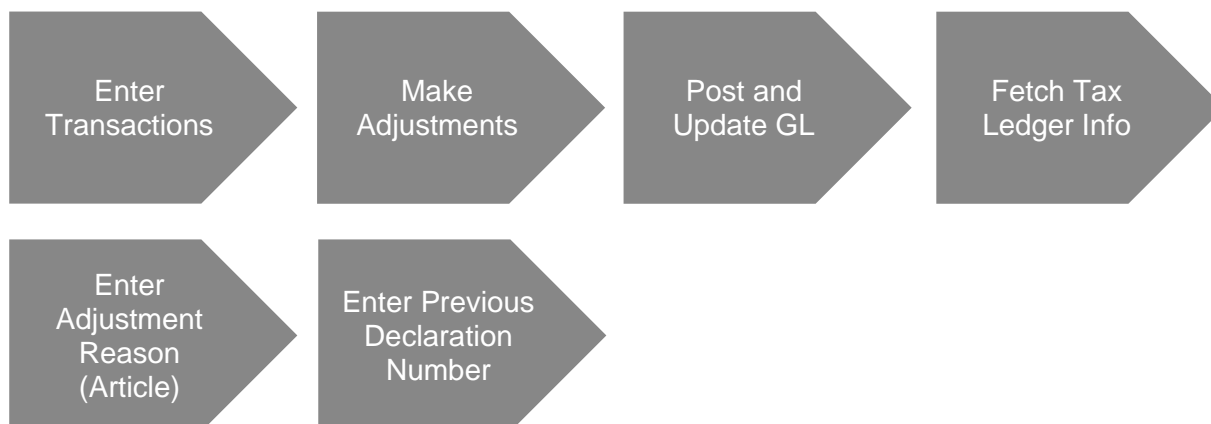 Enter
Transactions
Make
Adjustments
Post and
Update GL
Fetch Tax
Ledger Info
Enter
Adjustment
Reason
(Article)
Enter Previous
Declaration
Number